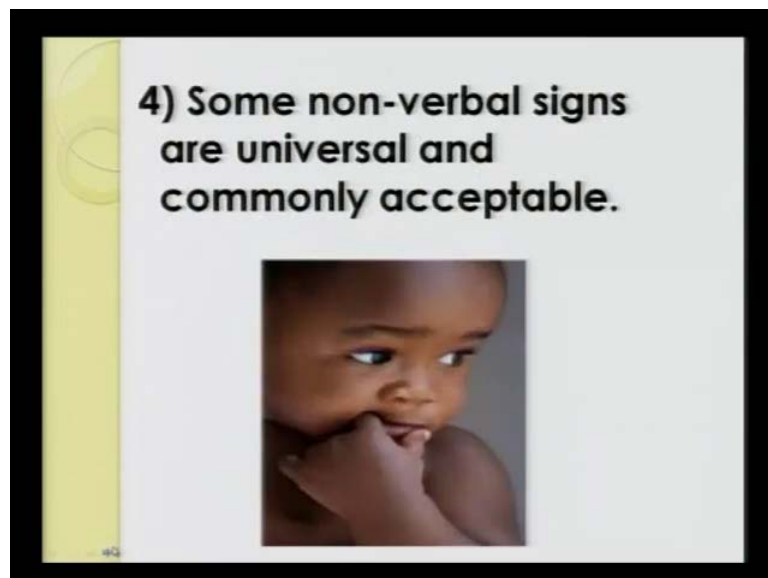 4) Some non-verbal signs
are universal and
commonly acceptable.